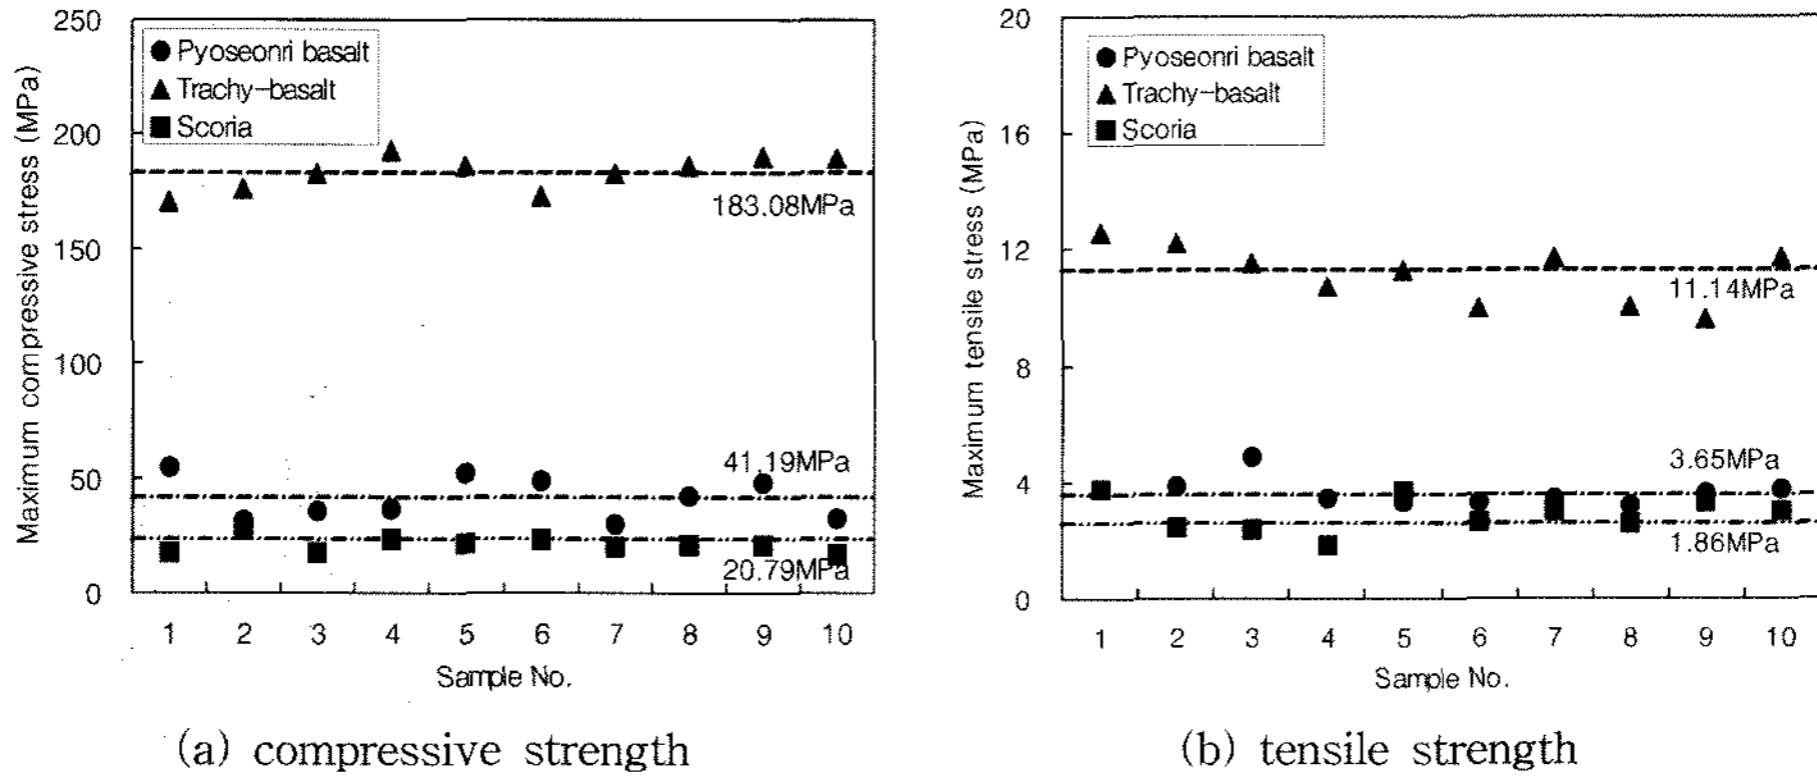 250
200
150
100
50
0
Maximum compressive stress (MPa)
Pyoseonri basalt
Trachy-basalt
Scoria
183.08MPa
41.19MPa
20.79MPa
1 2 3 4 5 6 7 8 9 10
Sample No.
(a) compressive strength
20
16
12
8
4
0
Maximum tensile stress (MPa)
Pyoseonri basalt
Trachy-basalt
Scoria
11.14MPa
3.65MPa
1.86MPa
1 2 3 4 5 6 7 8 9 10
Sample No.
(b) tensile strength